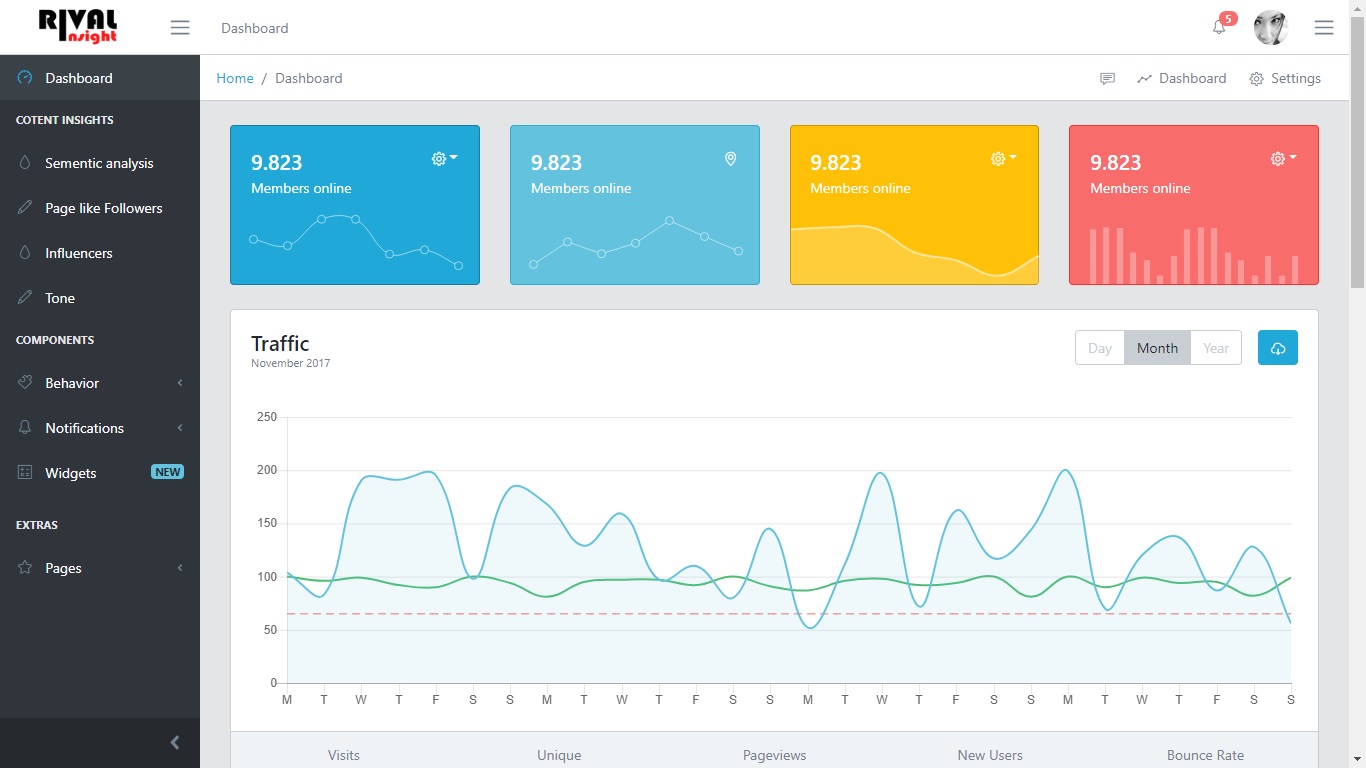 RIVAL
nsight
Dashboard
5
Dashboard
Home / Dashboard
Dashboard
Settings
COTENT INSIGHTS
Sementic analysis
Page like Followers
Influencers
Tone
COMPONENTS
Behavior
Notifications
Widgets NEW
EXTRAS
Pages
9.823
Members online
9.823
Members online
9.823
Members online
9.823
Members online
Traffic
November 2017
Day Month Year
250
200
150
100
50
0
M T W T F S S M T W T F S S M T W T F S S M T W T F S S
Visits Unique Pageviews New Users Bounce Rate